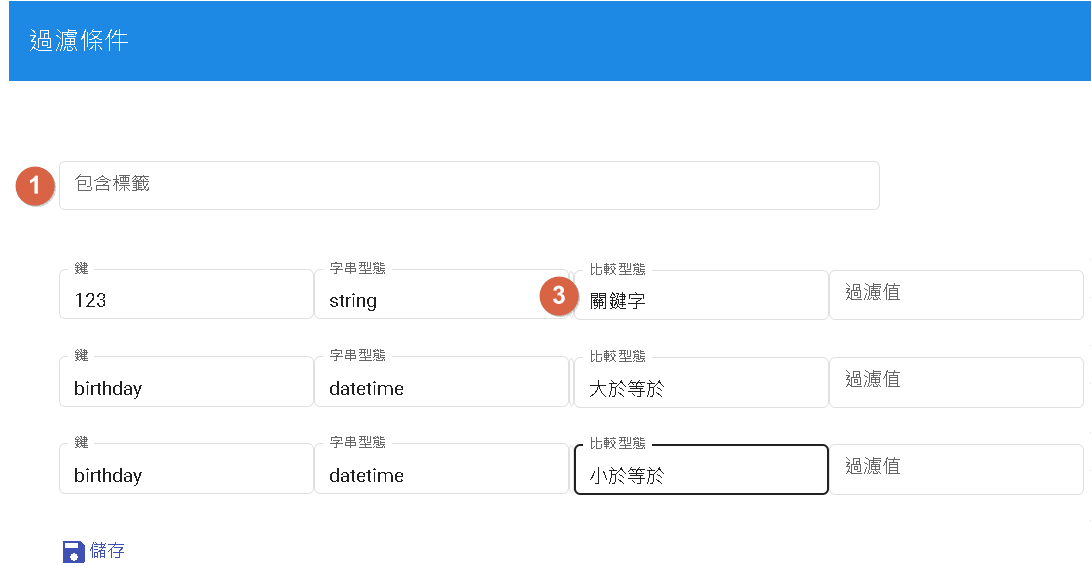 過濾條件
1 包含標籤
鍵 字串型態 比較型態
123 string 3 關鍵字 過濾值
鍵 字串型態 比較型態
birthday datetime 大於等於 過濾值
鍵 字串型態 比較型態
birthday datetime 小於等於 過濾值
儲存